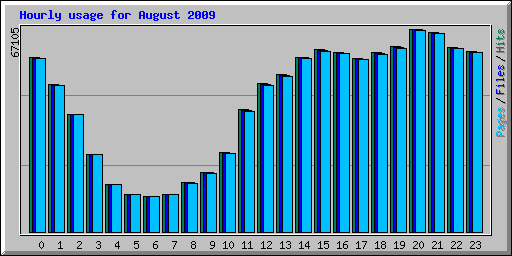 Hourly usage for August 2009
67105
Pages/Files/Hits
0 1 2 3 4 5 6 7 8 9 10 11 12 13 14 15 16 17 18 19 20 21 22 23